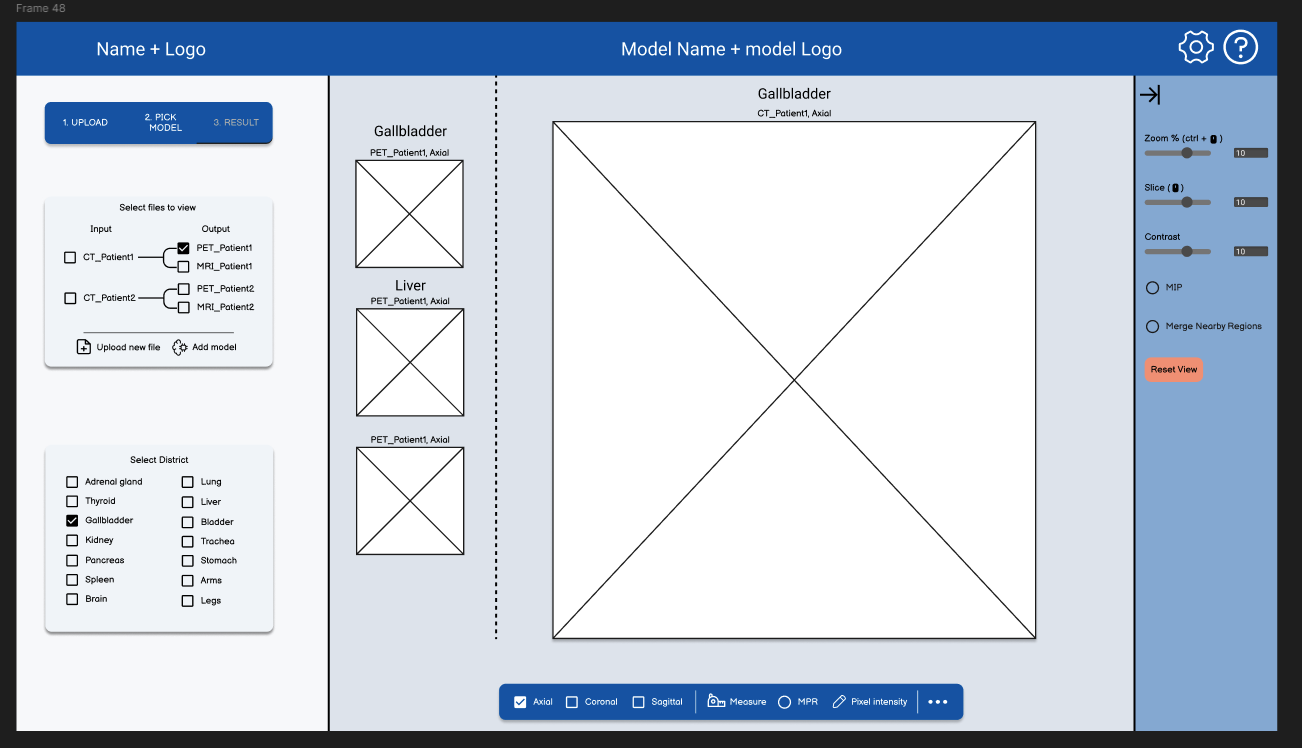 Frame 48
Name + Logo
Model Name + model Logo
1. UPLOAD
2. PICK
MODEL
3. RESULT
Select files to view
Input
Output
CT_Patient1
PET_Patient1
MRI_Patient1
CT_Patient2
PET_Patient2
MRI_Patient2
Upload new file
Add model
Select District
Adrenal gland
Thyroid
Gallbladder
Kidney
Pancreas
Spleen
Brain
Lung
Liver
Bladder
Trachea
Stomach
Arms
Legs
Gallbladder
PET_Patient1, Axial
Liver
PET_Patient1, Axial
PET_Patient1, Axial
Gallbladder
CT_Patient1, Axial
Axial
Coronal
Sagittal
Measure
MPR
Pixel intensity
Zoom % (ctrl + )
10
Slice ( )
10
Contrast
10
MIP
Merge Nearby Regions
Reset View